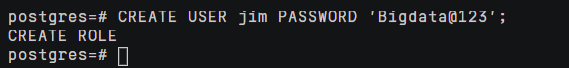 postgres=# CREATE USER jim PASSWORD 'Bigdata@123';
CREATE ROLE
postgres=#